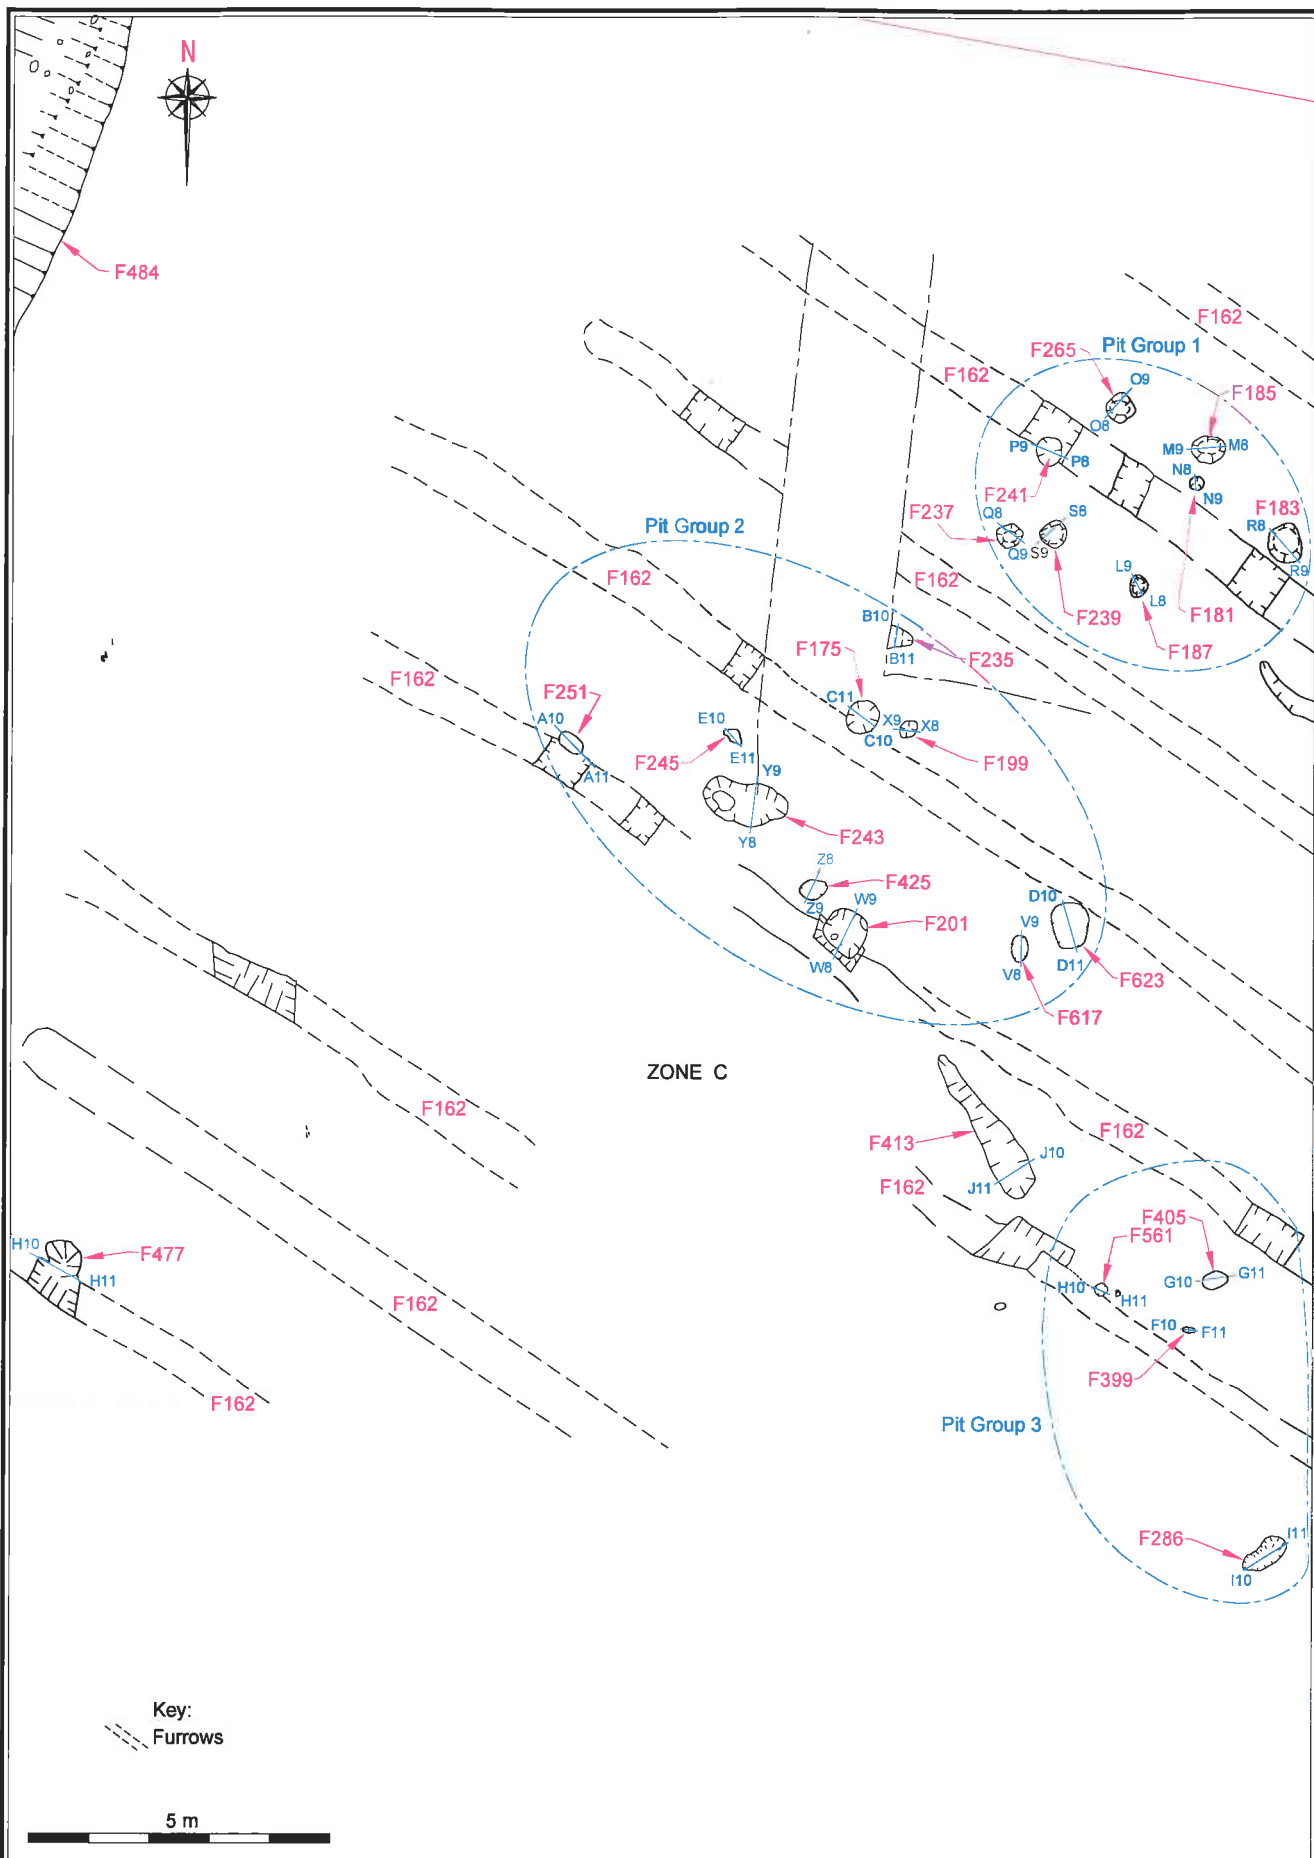 N
F484
F162
Pit Group 1
F265
O9
F185
F162
O8
P9
P8
M9
M8
N8
N9
F241
F183
R8
R9
F237
Q8
Q9
S8
S9
L9
L8
F239
F181
F187
Pit Group 2
F162
F162
B10
B11
F235
F175
C11
C10
X9
X8
F199
F162
F251
A10
A11
E10
E11
F245
Y9
Y8
F243
Z8
Z9
F425
W9
W8
F201
D10
D11
V9
V8
F623
F617
ZONE C
F162
F413
J10
J11
F162
F162
F405
F561
G10
G11
H10
H11
F10
F11
F399
H10
F477
H11
F162
F162
Pit Group 3
F286
I11
I10
Key:
Furrows
5 m